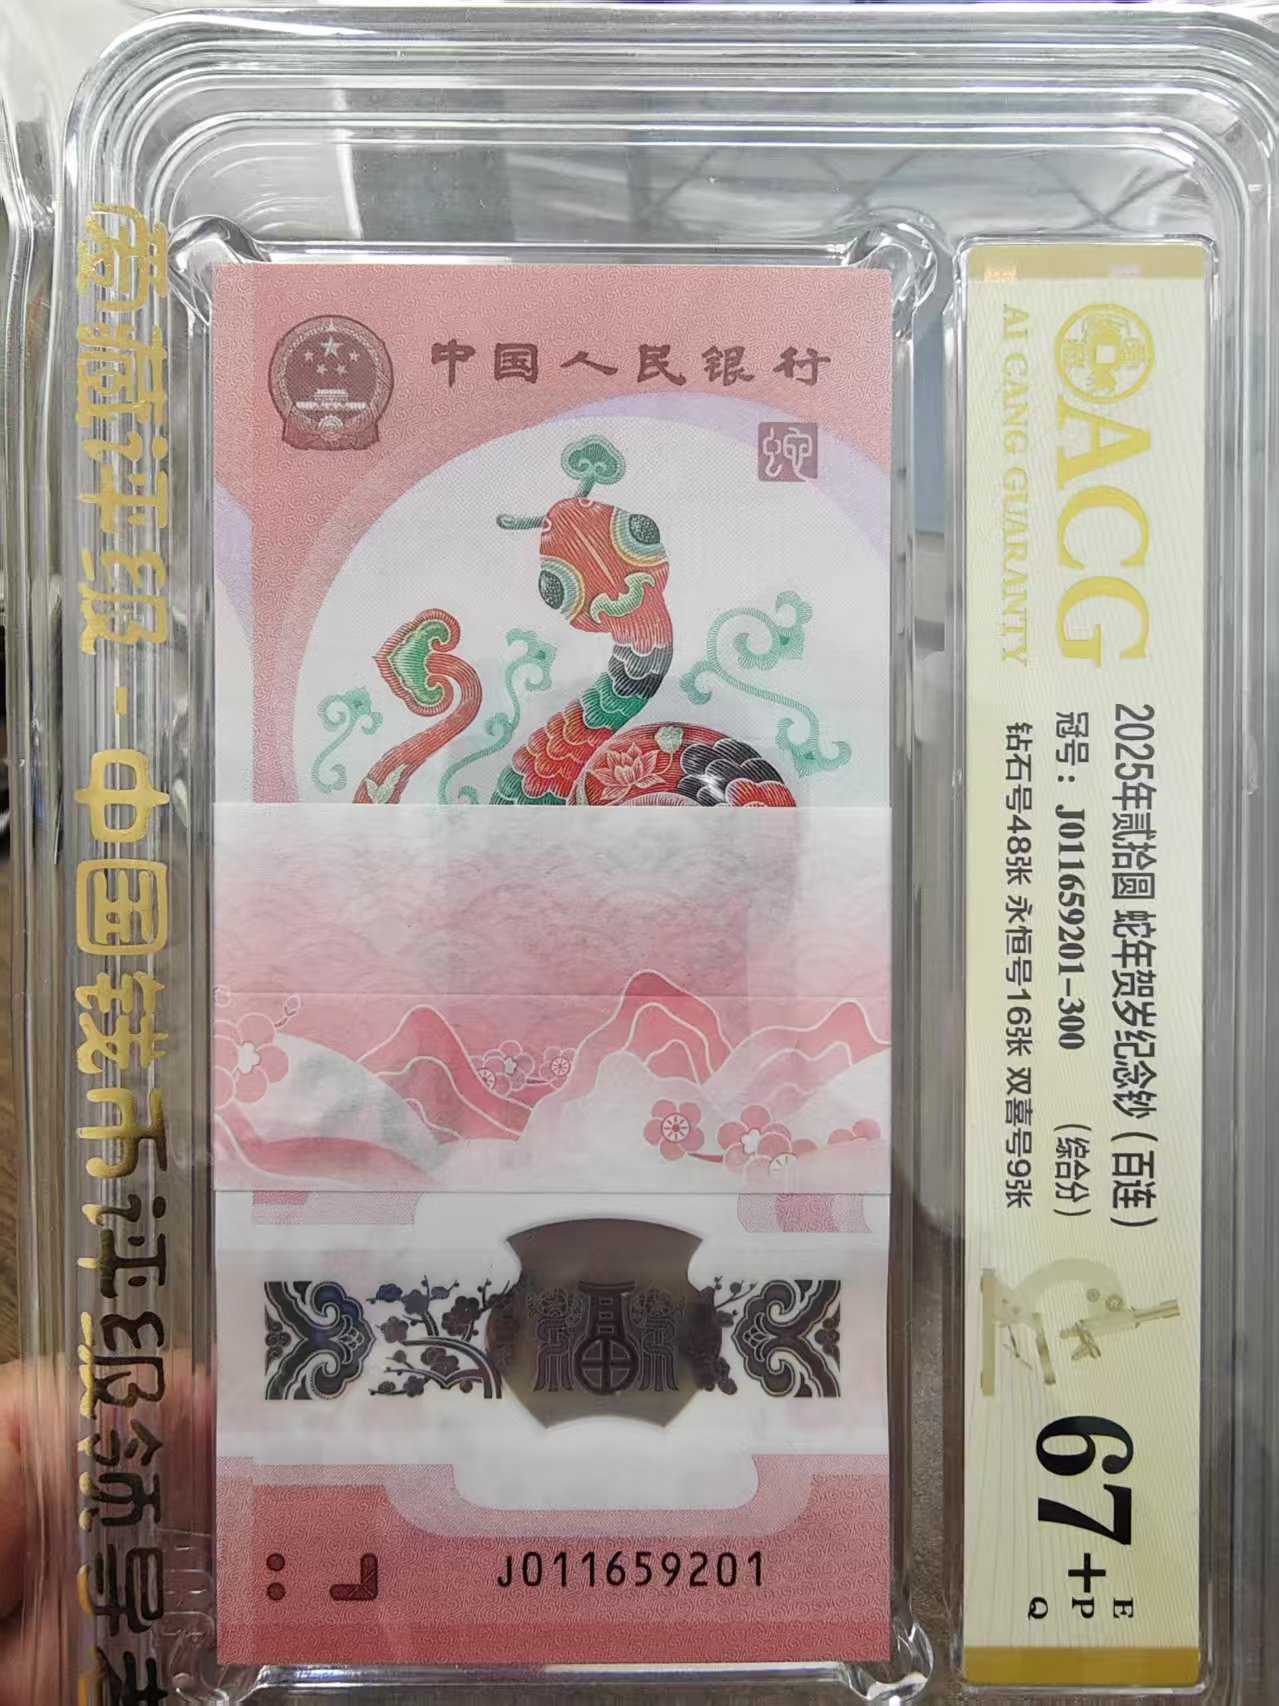 爱藏评级-中国钱币评级领导者
中国人民银行
蛇
J011659201
ACG
AI CANG GUARANTY
2025年贰拾圆 蛇年贺岁纪念钞（百连）
冠号：J011659201-300 （综合分）
钻石号48张 永恒号16张 双喜号9张
67+
E
P
Q